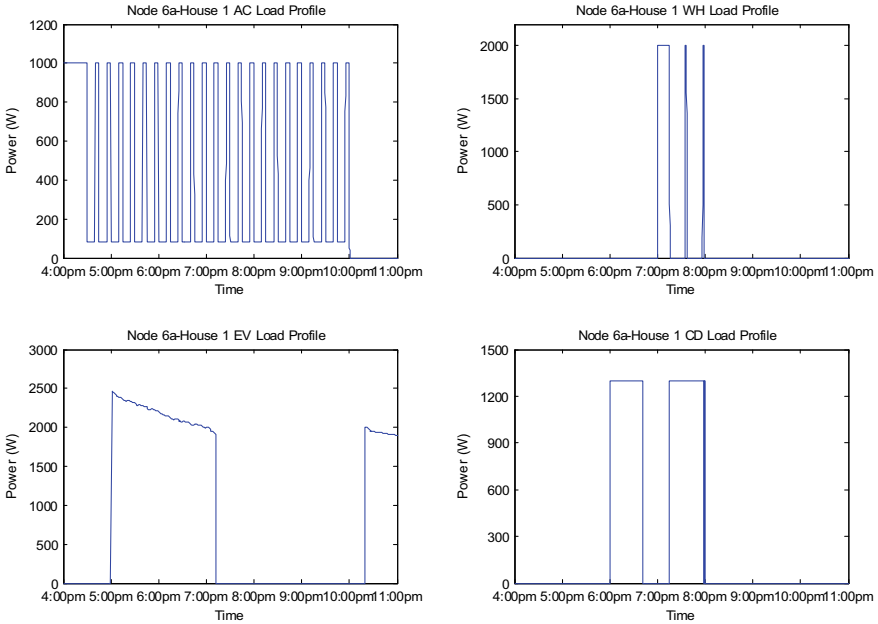 Node 6a-House 1 AC Load Profile
1200
1000
800
600
400
200
0
Power (W)
4:00pm 5:00pm 6:00pm 7:00pm 8:00pm 9:00pm 10:00pm 11:00pm
Time
Node 6a-House 1 WH Load Profile
2000
1500
1000
500
0
Power (W)
4:00pm 5:00pm 6:00pm 7:00pm 8:00pm 9:00pm 10:00pm 11:00pm
Time
Node 6a-House 1 EV Load Profile
3000
2500
2000
1500
1000
500
0
Power (W)
4:00pm 5:00pm 6:00pm 7:00pm 8:00pm 9:00pm 10:00pm 11:00pm
Time
Node 6a-House 1 CD Load Profile
1500
1200
900
600
300
0
Power (W)
4:00pm 5:00pm 6:00pm 7:00pm 8:00pm 9:00pm 10:00pm 11:00pm
Time